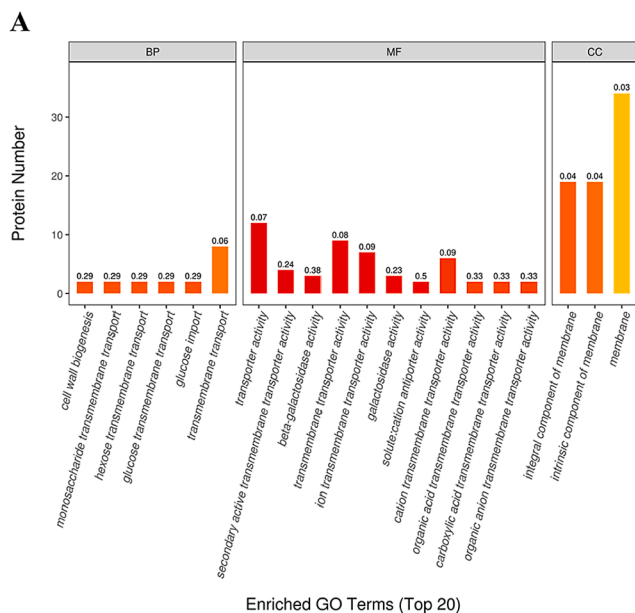 A
BP
MF
CC
Protein Number
30
20
10
0
0.29
0.29
0.29
0.29
0.29
0.06
0.07
0.24
0.38
0.08
0.09
0.23
0.5
0.09
0.33
0.33
0.33
0.04
0.04
0.03
cell wall biogenesis
monosaccharide transmembrane transport
hexose transmembrane transport
glucose transmembrane transport
glucose import
transmembrane transport
transporter activity
secondary active transmembrane transporter activity
beta-galactosidase activity
transmembrane transporter activity
ion transmembrane transporter activity
galactosidase activity
solute:cation antiporter activity
cation transmembrane transporter activity
organic acid transmembrane transporter activity
carboxylic acid transmembrane transporter activity
organic anion transmembrane transporter activity
integral component of membrane
intrinsic component of membrane
membrane
Enriched GO Terms (Top 20)